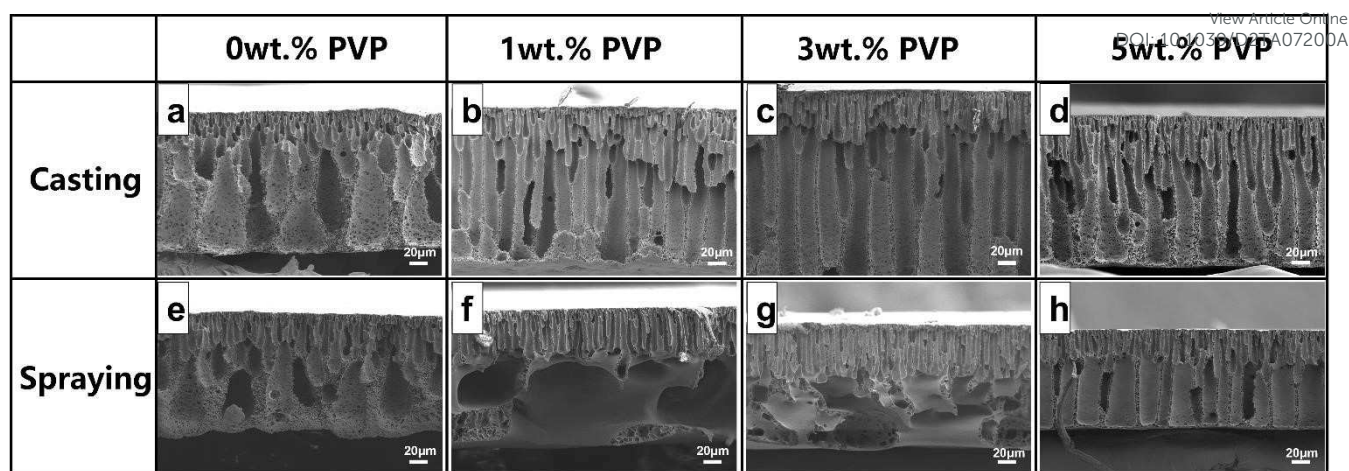 View Article Online
DOI: 10.1039/D2TA07200A
0wt.% PVP
1wt.% PVP
3wt.% PVP
5wt.% PVP
Casting
a
b
c
d
20μm
20μm
20μm
20μm
Spraying
e
f
g
h
20μm
20μm
20μm
20μm